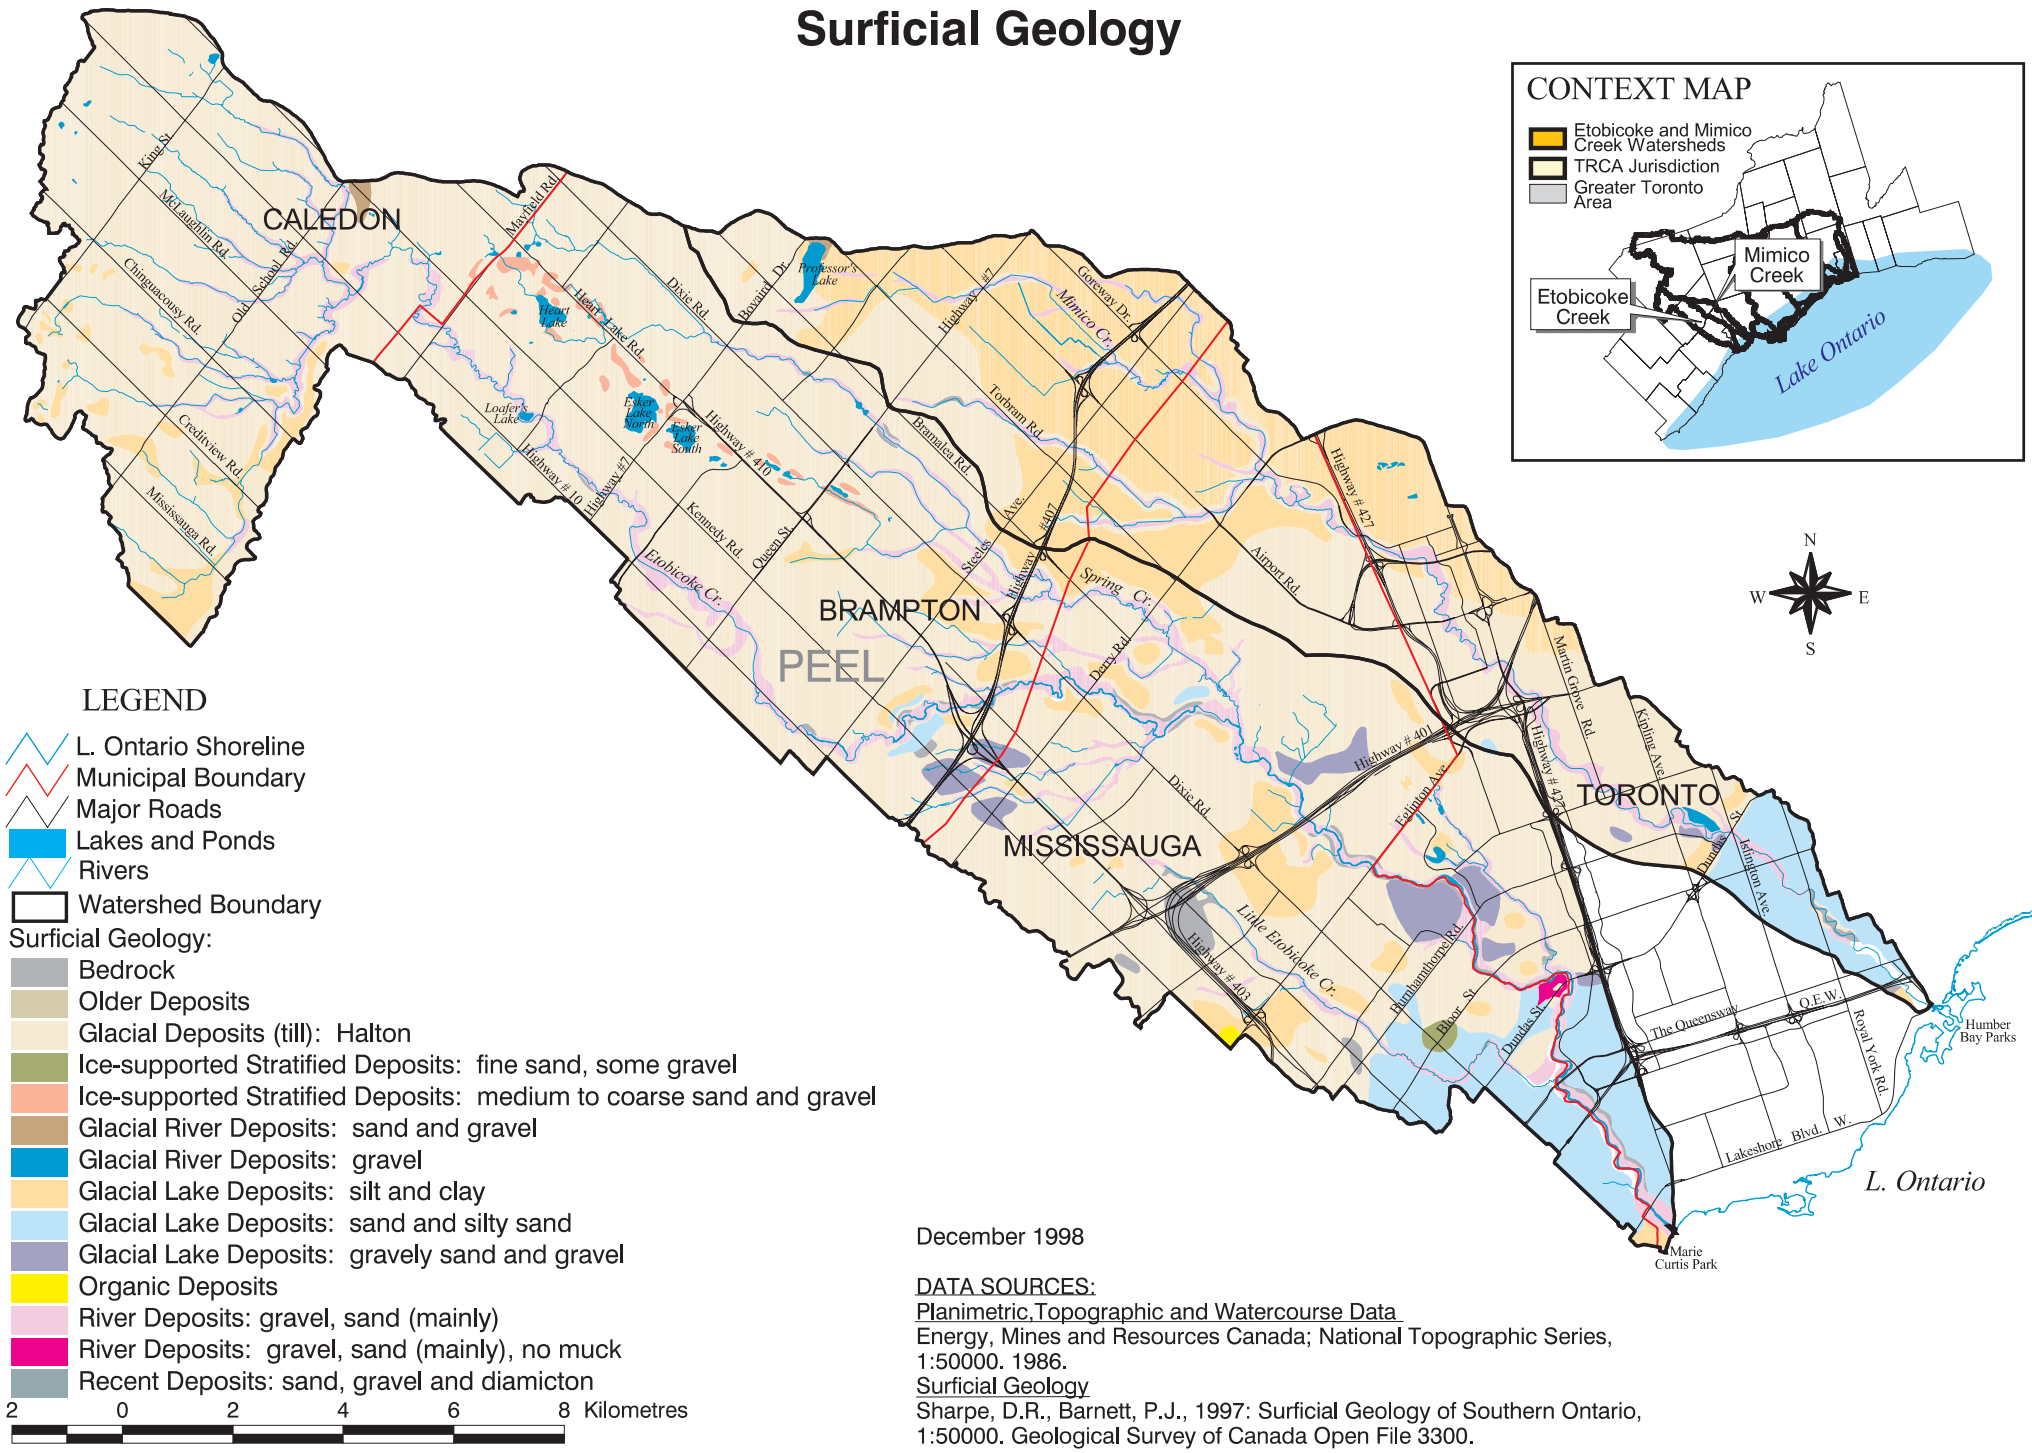 Surficial Geology
CONTEXT MAP
Etobicoke and Mimico
Creek Watersheds
TRCA Jurisdiction
Greater Toronto
Area
Mimico
Creek
Etobicoke
Creek
Lake Ontario
King St
McLaughlin Rd.
CALEDON
Old School Rd
Chinguacousy Rd.
Creditview Rd.
Mississauga Rd.
Mayfield Rd
Heart
Lake
Heart Lake Rd.
Dixie Rd
Bovaird Dr.
Professor's
Lake
Highway #7
Goreway Dr.
Mimico Cr.
Torbram Rd
Loafer's
Lake
Esker
Lake
North
Esker
Lake
South
Highway # 410
Highway # 10
Highway #7
Bramalea Rd.
Kennedy Rd.
Queen St.
Steeles Ave.
Highway #407
Highway # 427
Airport Rd.
Etobicoke Cr.
Spring Cr.
BRAMPTON
PEEL
Derry Rd.
N
W
E
S
Martin Grove Rd.
Kipling Ave.
Highway # 401
Highway # 427
Eglinton Ave.
Dixie Rd.
TORONTO
MISSISSAUGA
Dundas St
Islington Ave.
Little Etobicoke Cr.
Highway # 403
Burnhamthorpe Rd.
Bloor St
Dundas St.
The Queensway
Q.E.W.
Royal York Rd.
Humber
Bay Parks
Lakeshore Blvd. W.
L. Ontario
Marie
Curtis Park
LEGEND
L. Ontario Shoreline
Municipal Boundary
Major Roads
Lakes and Ponds
Rivers
Watershed Boundary
Surficial Geology:
Bedrock
Older Deposits
Glacial Deposits (till): Halton
Ice-supported Stratified Deposits: fine sand, some gravel
Ice-supported Stratified Deposits: medium to coarse sand and gravel
Glacial River Deposits: sand and gravel
Glacial River Deposits: gravel
Glacial Lake Deposits: silt and clay
Glacial Lake Deposits: sand and silty sand
Glacial Lake Deposits: gravely sand and gravel
Organic Deposits
River Deposits: gravel, sand (mainly)
River Deposits: gravel, sand (mainly), no muck
Recent Deposits: sand, gravel and diamicton
2 0 2 4 6 8 Kilometres
December 1998
DATA SOURCES:
Planimetric,Topographic and Watercourse Data
Energy, Mines and Resources Canada; National Topographic Series,
1:50000. 1986.
Surficial Geology
Sharpe, D.R., Barnett, P.J., 1997: Surficial Geology of Southern Ontario,
1:50000. Geological Survey of Canada Open File 3300.